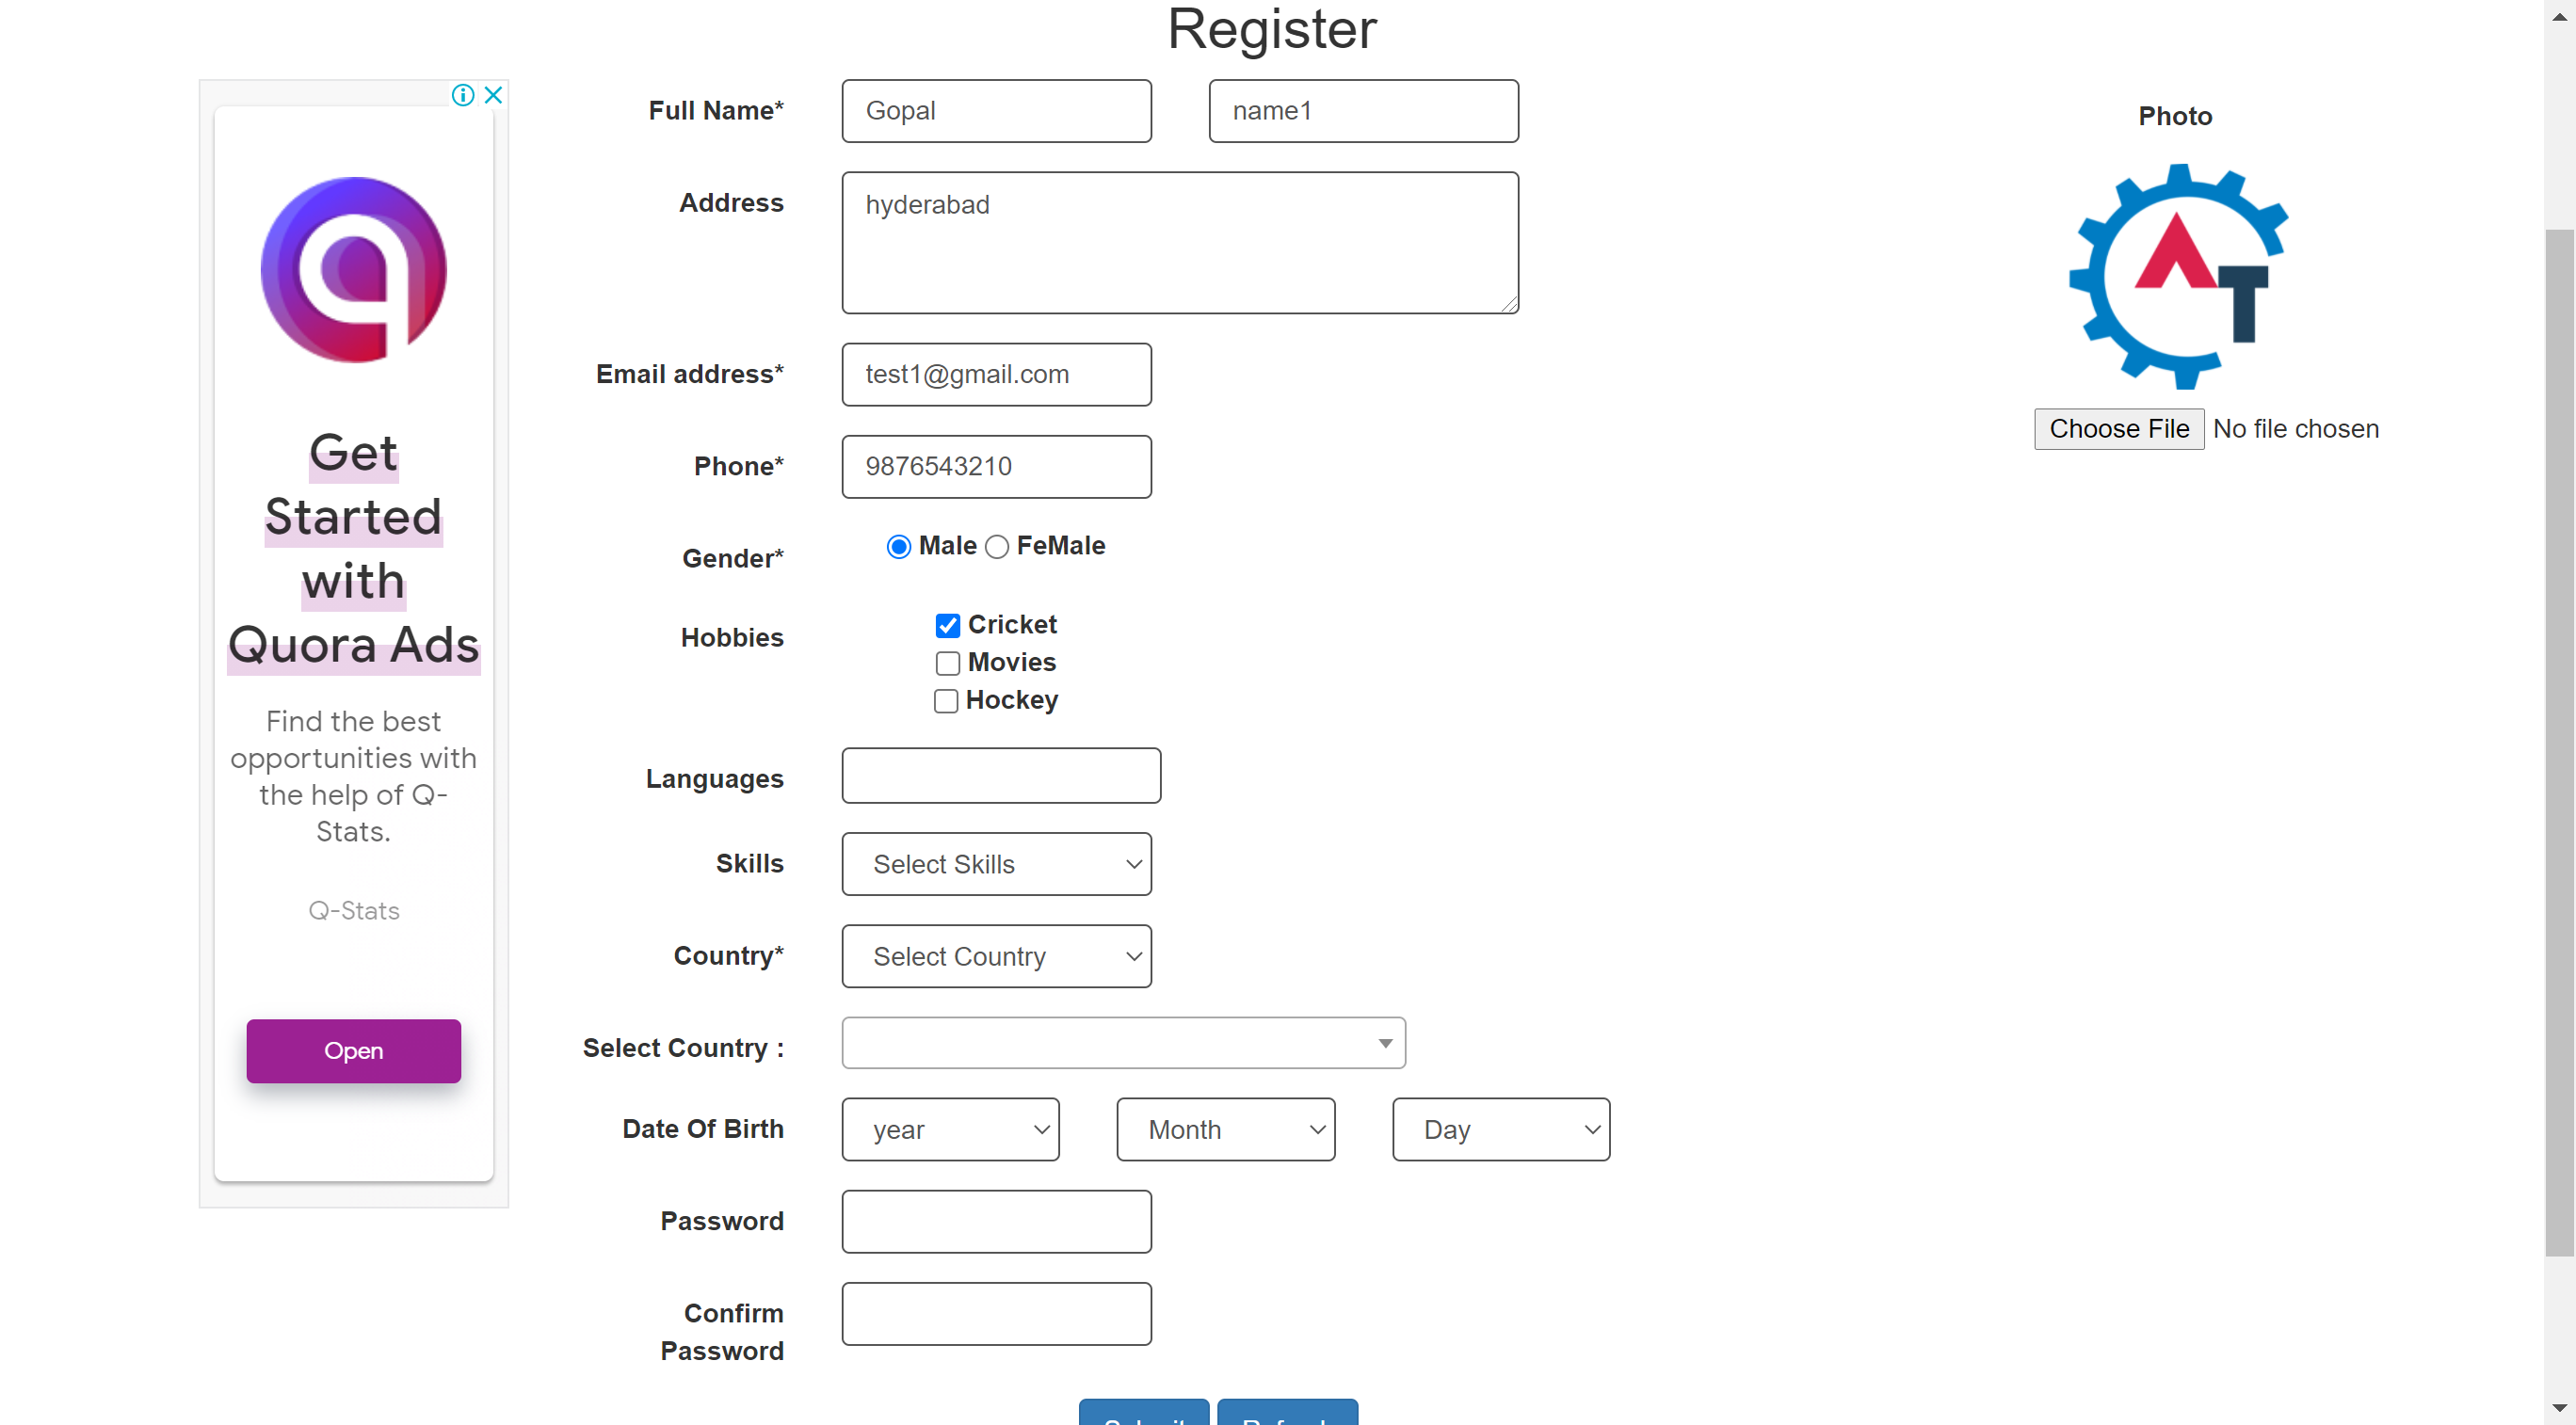 Register
Get
Started
with
Quora Ads
Find the best
opportunities with
the help of Q-
Stats.
Q-Stats
Open
Full Name* Gopal name1
Address hyderabad
Email address* test1@gmail.com
Phone* 9876543210
Gender* Male FeMale
Hobbies Cricket
Movies
Hockey
Languages
Skills Select Skills
Country* Select Country
Select Country :
Date Of Birth year Month Day
Password
Confirm
Password
Photo
AT
Choose File No file chosen